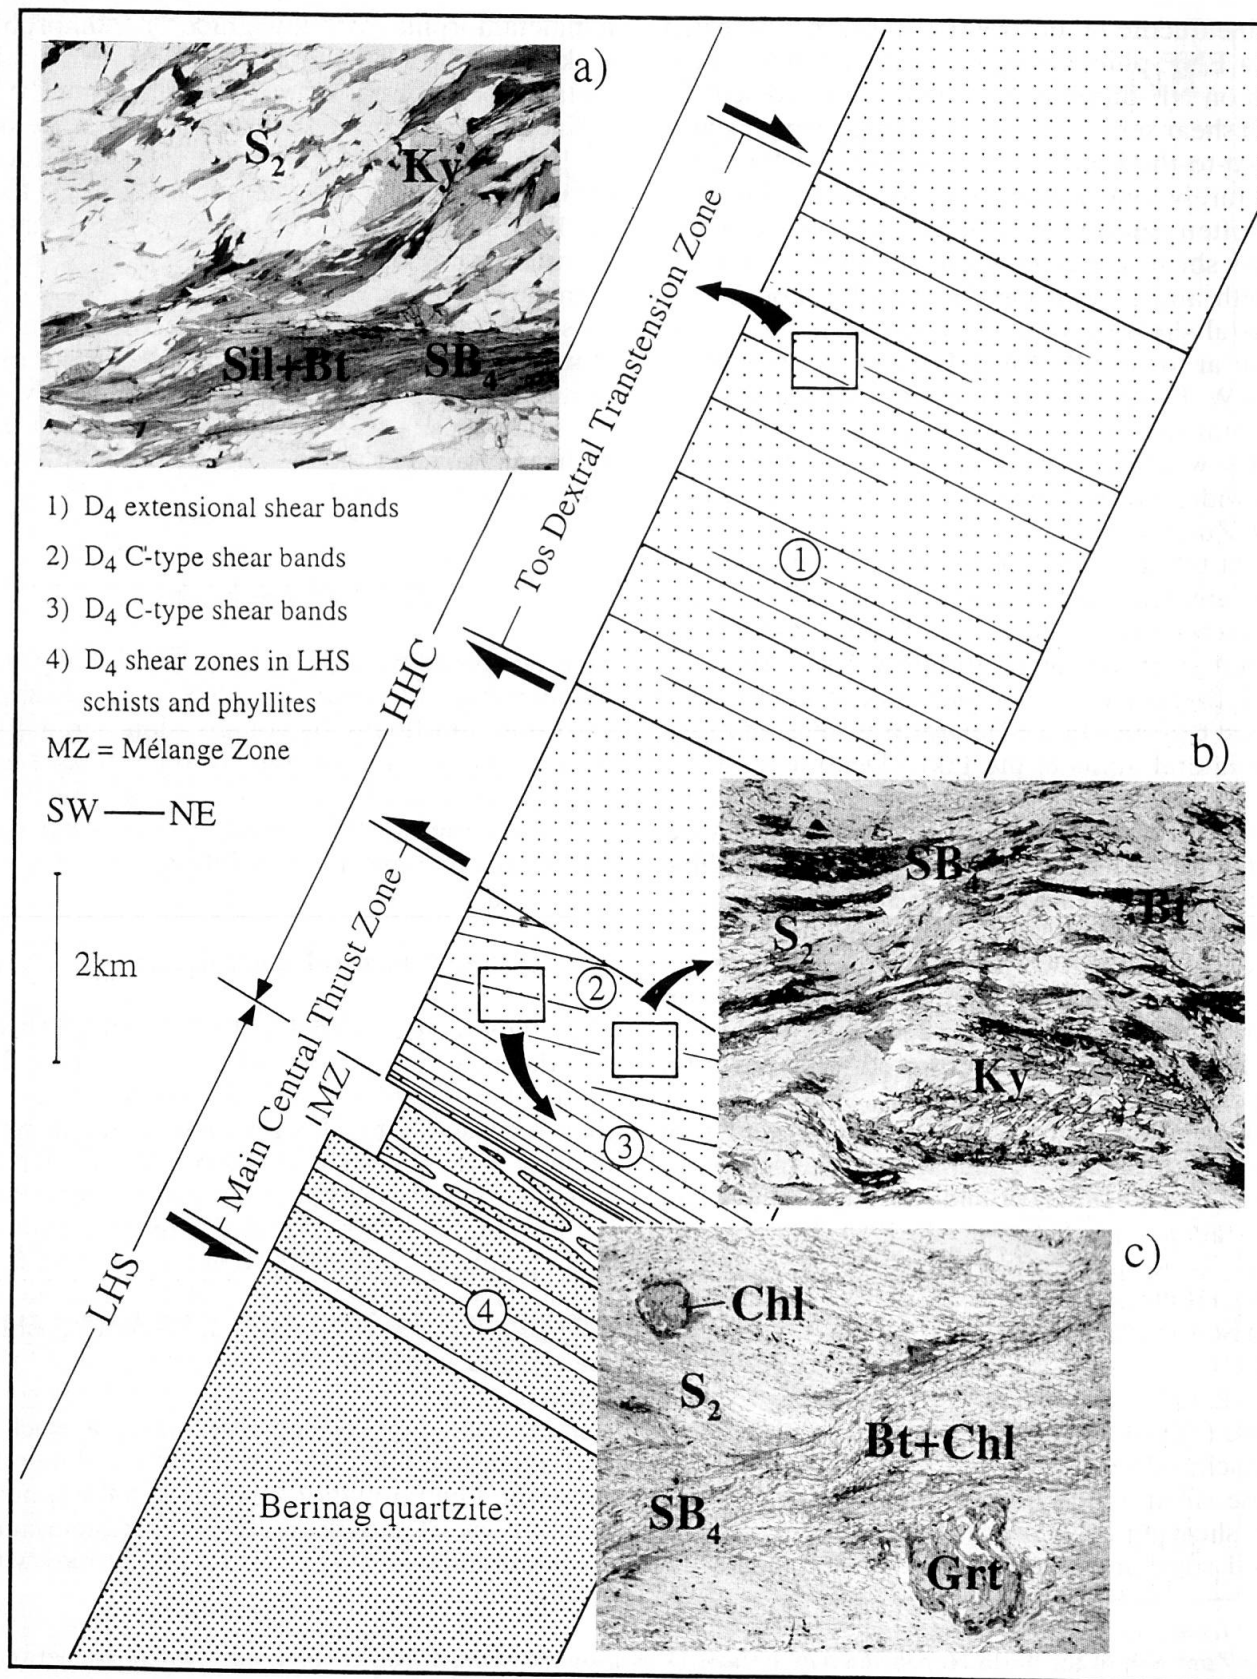 a)
S2
Ky
Sil+Bt
SB4
1) D4 extensional shear bands
2) D4 C'-type shear bands
3) D4 C-type shear bands
4) D4 shear zones in LHS
schists and phyllites
MZ = Mélange Zone
SW — NE
2km
Tos Dextral Transtension Zone
HHC
1
b)
SB
Bt
S2
Ky
Main Central Thrust Zone
MZ
2
3
LHS
4
c)
Chl
S2
Bt+Chl
SB4
Grt
Berinag quartzite